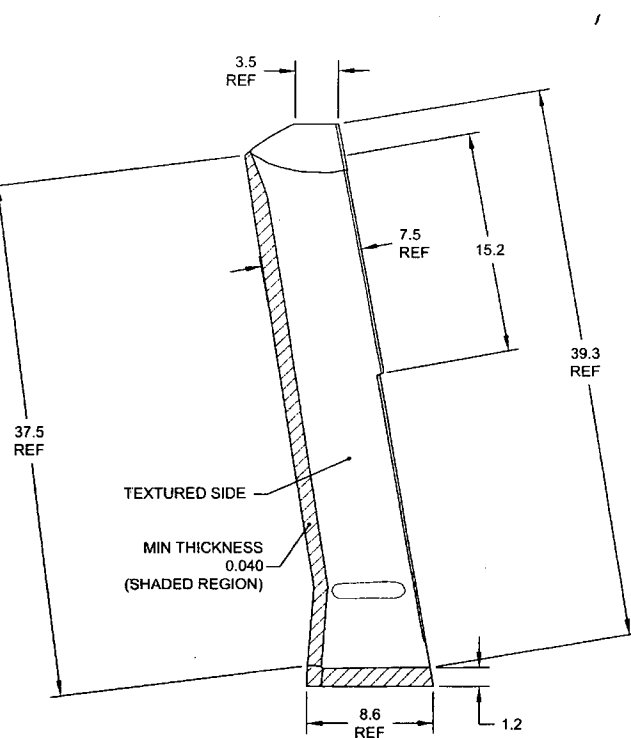 3.5
REF
7.5
REF
15.2
39.3
REF
37.5
REF
TEXTURED SIDE
MIN THICKNESS
0.040
(SHADED REGION)
8.6
REF
1.2